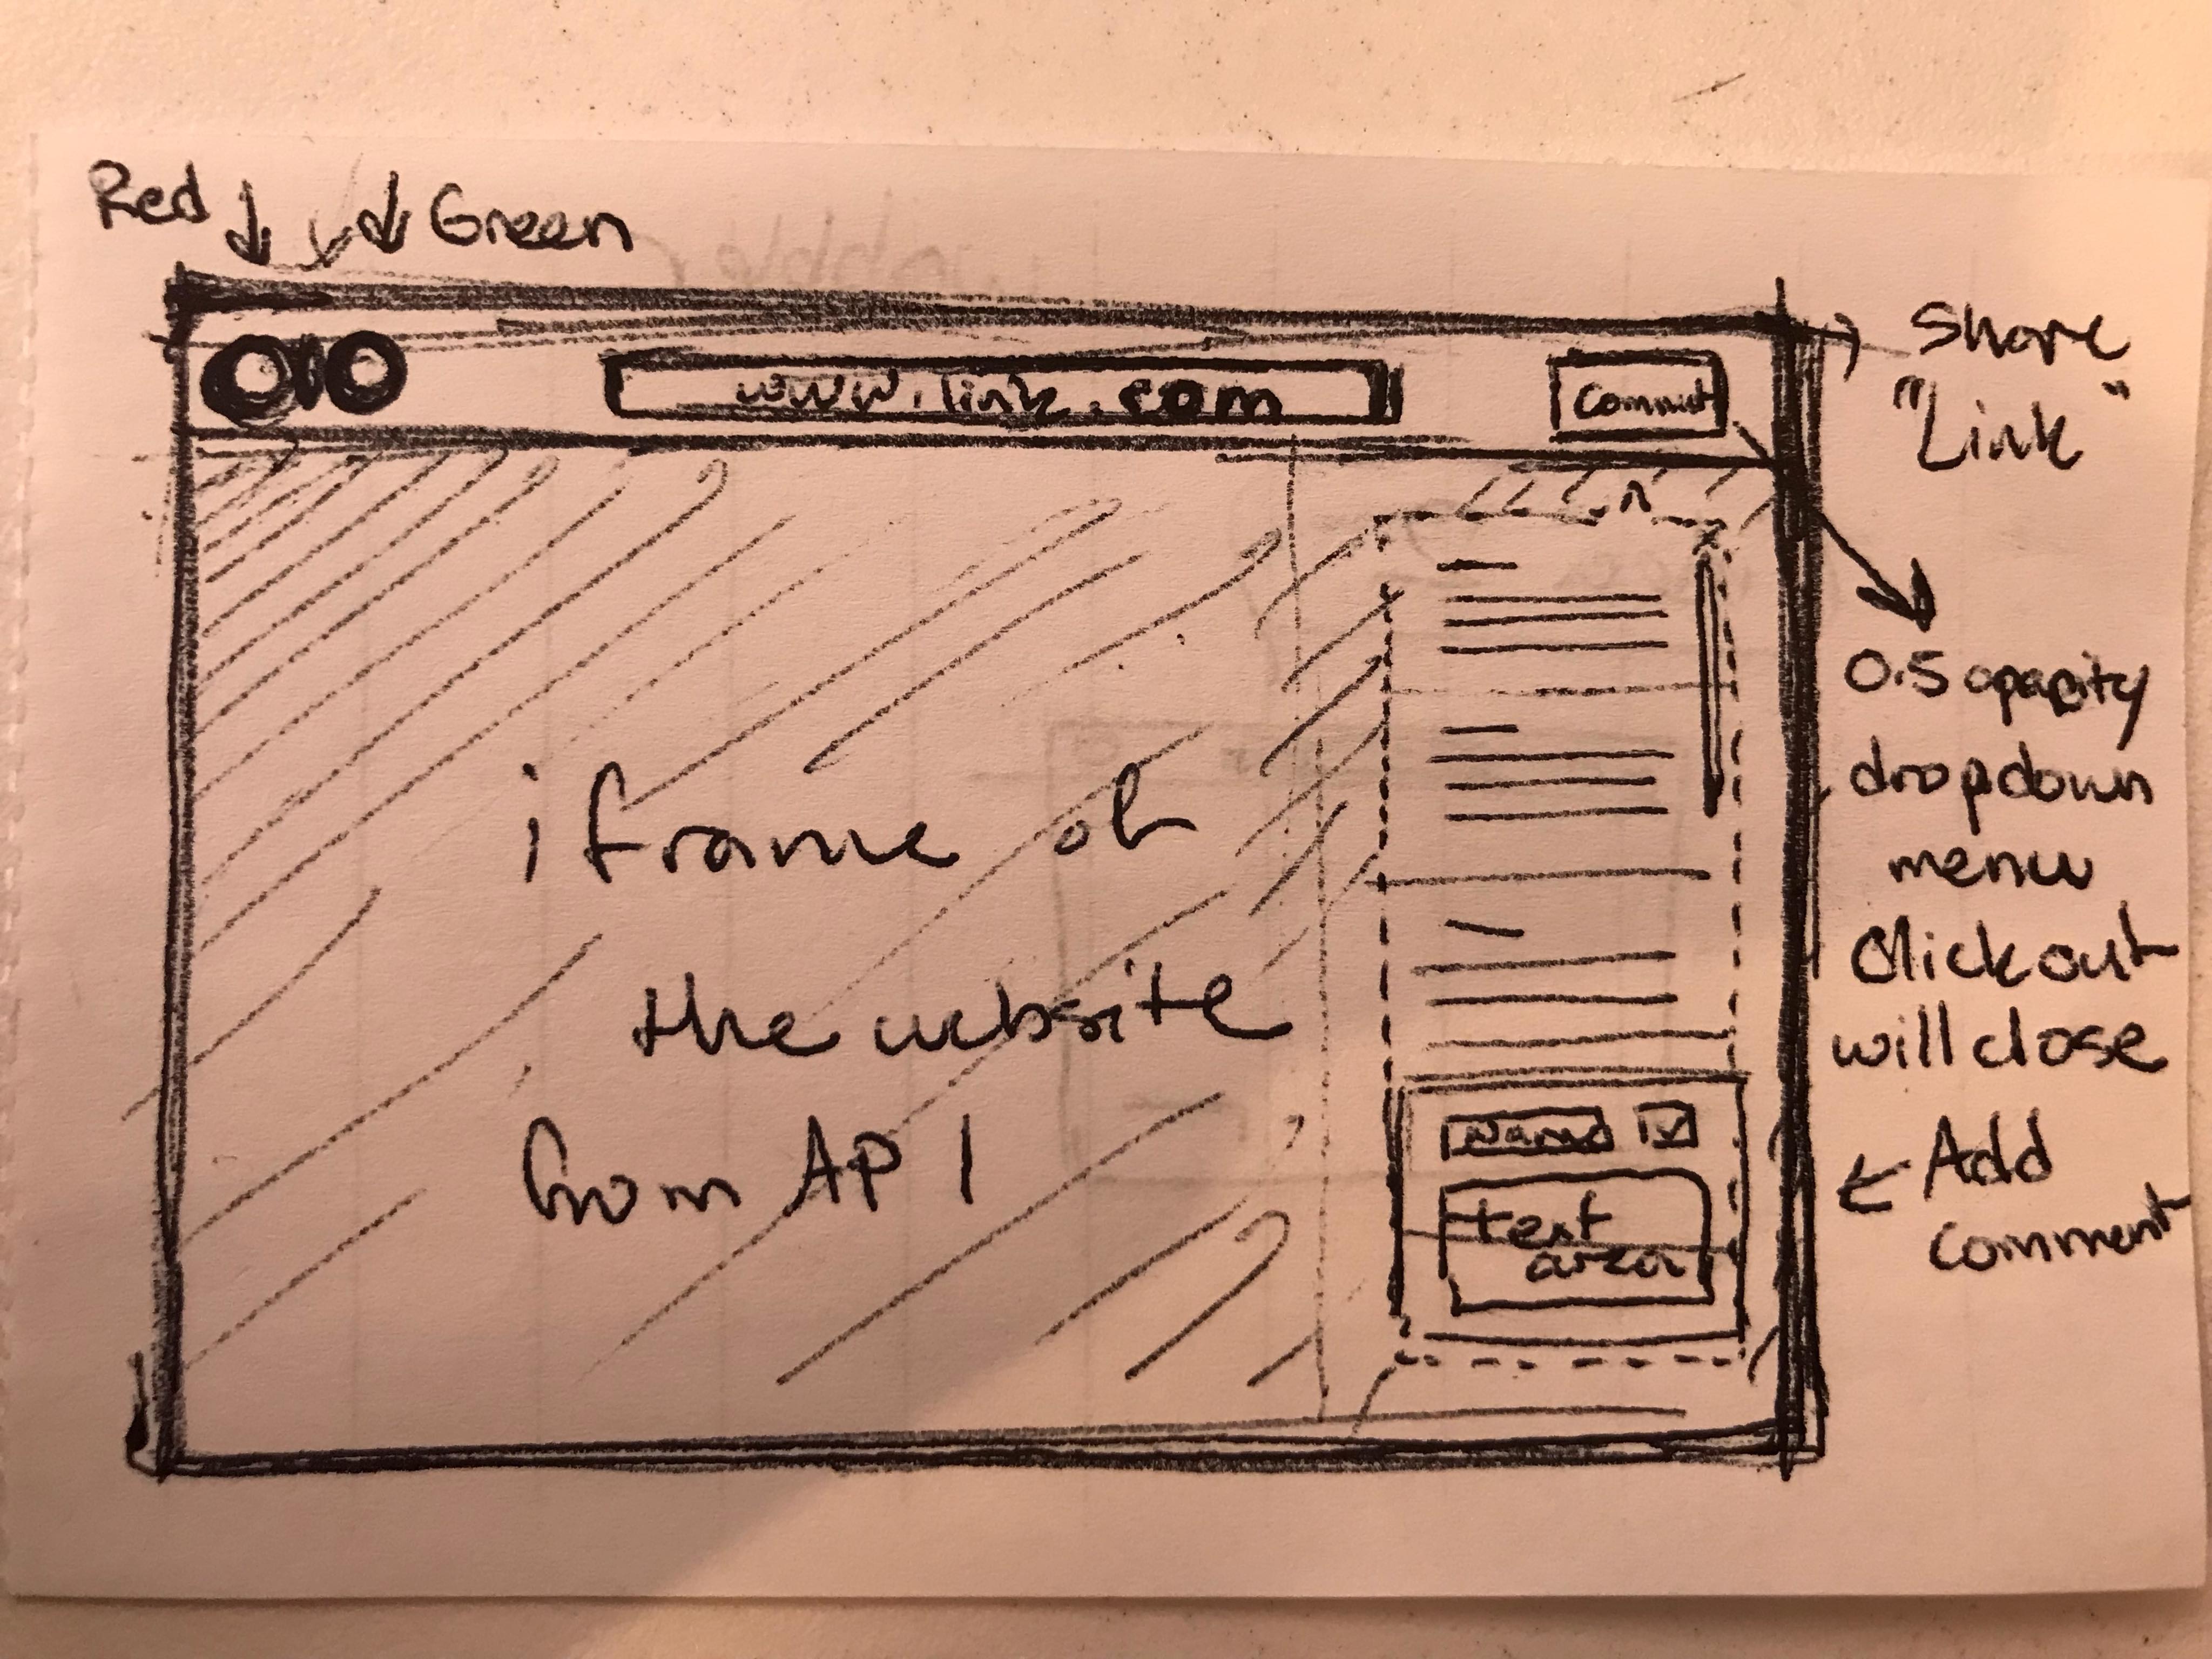 Red
Green
www.link.com
Comment
Share
"Link"
iframe of
the website
from API
0.5 opapity
dropdown
menu
Click out
will close
Name
text
area
Add
comment